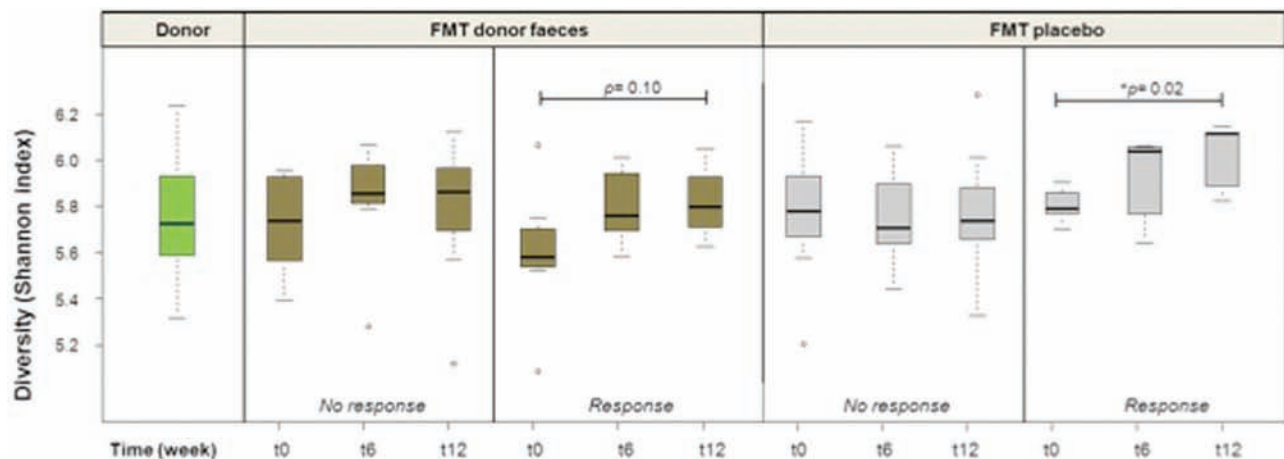 Donor FMT donor faeces FMT placebo
p= 0.10
*p= 0.02
Diversity (Shannon index)
6.2
6.0
5.8
5.6
5.4
5.2
No response Response No response Response
Time (week) t0 t6 t12 t0 t6 t12 t0 t6 t12 t0 t6 t12